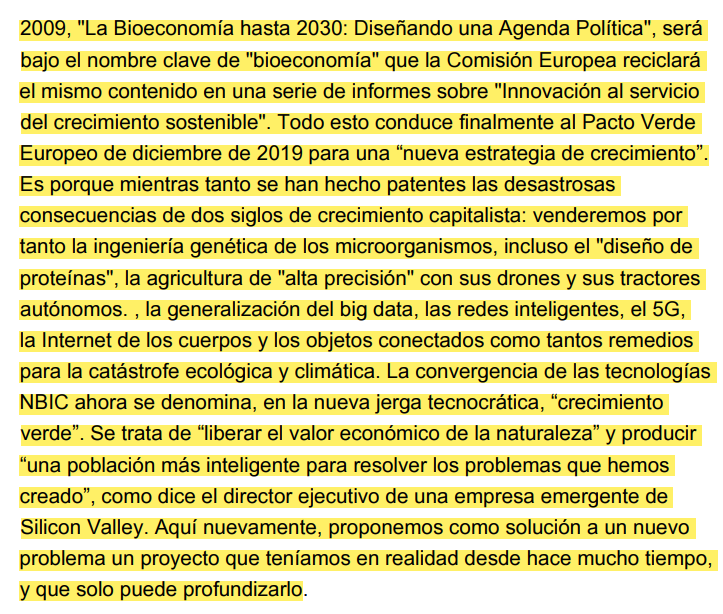 2009, "La Bioeconomía hasta 2030: Diseñando una Agenda Política", será
bajo el nombre clave de "bioeconomía" que la Comisión Europea reciclará
el mismo contenido en una serie de informes sobre "Innovación al servicio
del crecimiento sostenible". Todo esto conduce finalmente al Pacto Verde
Europeo de diciembre de 2019 para una “nueva estrategia de crecimiento”.
Es porque mientras tanto se han hecho patentes las desastrosas
consecuencias de dos siglos de crecimiento capitalista: venderemos por
tanto la ingeniería genética de los microorganismos, incluso el "diseño de
proteínas", la agricultura de "alta precisión" con sus drones y sus tractores
autónomos. , la generalización del big data, las redes inteligentes, el 5G,
la Internet de los cuerpos y los objetos conectados como tantos remedios
para la catástrofe ecológica y climática. La convergencia de las tecnologías
NBIC ahora se denomina, en la nueva jerga tecnocrática, “crecimiento
verde”. Se trata de “liberar el valor económico de la naturaleza” y producir
“una población más inteligente para resolver los problemas que hemos
creado”, como dice el director ejecutivo de una empresa emergente de
Silicon Valley. Aquí nuevamente, proponemos como solución a un nuevo
problema un proyecto que teníamos en realidad desde hace mucho tiempo,
y que solo puede profundizarlo.